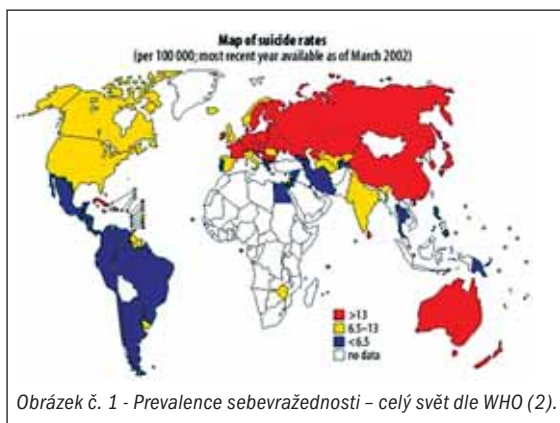 Map of suicide rates
(per 100 000; most recent year available as of March 2002)
>13
6.5–13
<6.5
no data
Obrázek č. 1 - Prevalence sebevražednosti – celý svět dle WHO (2).